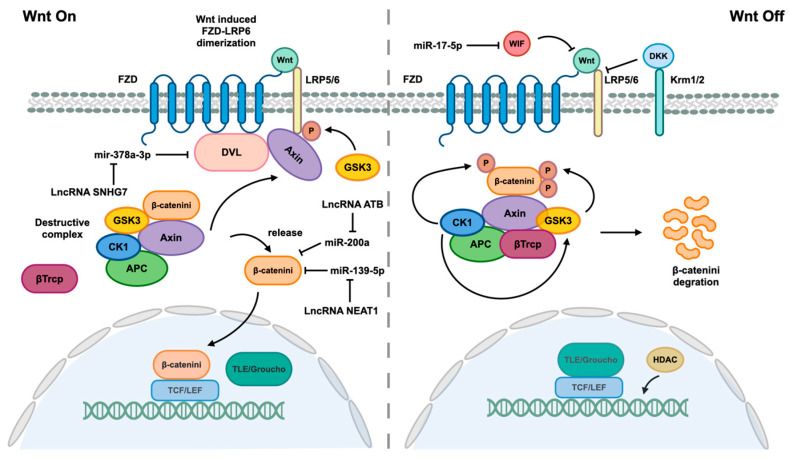 Wnt On
Wnt induced
FZD-LRP6
dimerization
Wnt
FZD
LRP5/6
P
mir-378a-3p
DVL
Axin
GSK3
LncRNA SNHG7
β-catenini
LncRNA ATB
Destructive
complex
GSK3
Axin
CK1
APC
release
miR-200a
βTrcp
β-catenini
miR-139-5p
LncRNA NEAT1
β-catenini
TLE/Groucho
TCF/LEF
Wnt Off
miR-17-5p
WIF
Wnt
DKK
FZD
LRP5/6
Krm1/2
P
β-catenini
P
P
Axin
CK1
GSK3
APC
βTrcp
β-catenini
degration
TLE/Groucho
HDAC
TCF/LEF